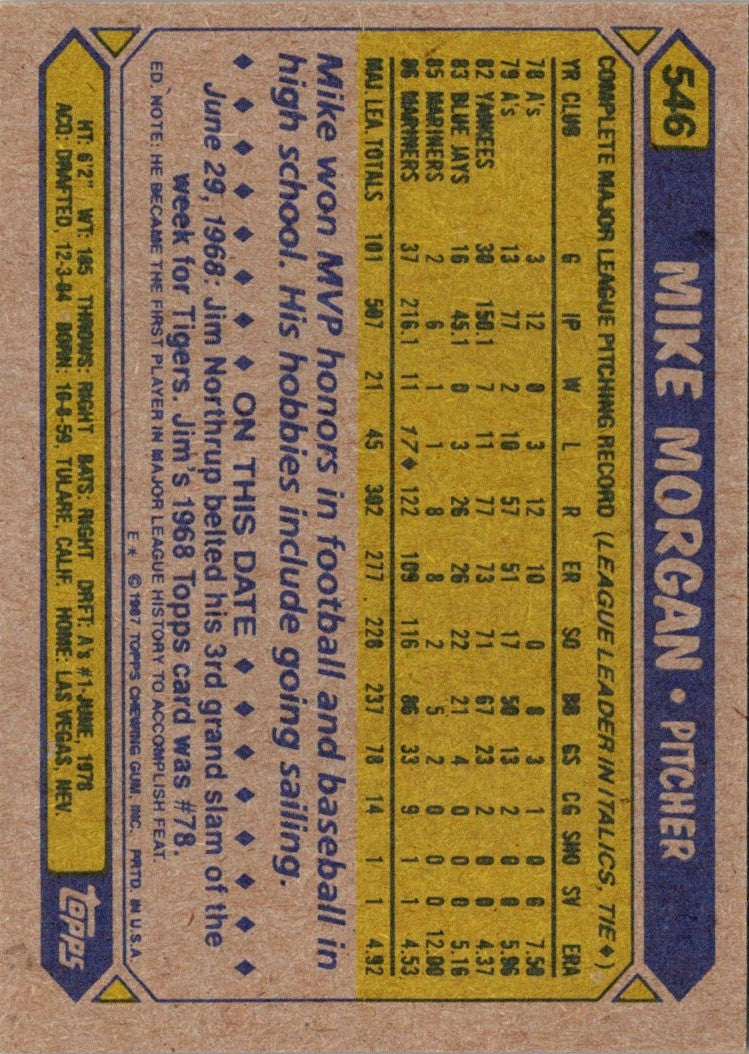 546
MIKE MORGAN • PITCHER
COMPLETE MAJOR LEAGUE PITCHING RECORD (LEAGUE LEADER IN ITALICS, TIE♦)
YR CLUB G IP W L R ER SO BB GS CG SHO SV ERA
78 A's 3 12 0 3 12 10 0 8 3 1 0 0 7.50
79 A's 13 77 2 10 57 51 17 50 13 2 0 0 5.96
82 YANKEES 30 150.1 7 11 77 73 71 67 23 2 0 0 4.37
83 BLUE JAYS 16 45.1 0 3 26 26 22 21 4 0 0 0 5.16
85 MARINERS 2 6 1 1 8 8 2 5 2 0 0 0 12.00
86 MARINERS 37 216.1 11 17♦ 122 109 116 86 33 9 1 1 4.53
MAJ. LEA. TOTALS 101 507 21 45 302 277 228 237 78 14 1 1 4.92
Mike won MVP honors in football and baseball in
high school. His hobbies include going sailing.
♦ ♦ ♦ ♦ ♦ ♦ ON THIS DATE ♦ ♦ ♦ ♦ ♦ ♦
June 29, 1968: Jim Northrup belted his 3rd grand slam of the
week for Tigers. Jim's 1968 Topps card was #78.
ED. NOTE: HE BECAME THE FIRST PLAYER IN MAJOR LEAGUE HISTORY TO ACCOMPLISH FEAT
E* © 1987 TOPPS CHEWING GUM, INC. PRTD. IN U.S.A
HT: 6'2" WT: 185 THROWS: RIGHT BATS: RIGHT DRFT: A's #1-JUNE, 1978
ACQ: DRAFTED, 12-3-84 BORN: 10-8-59, TULARE, CALIF. HOME: LAS VEGAS, NEV.
topps